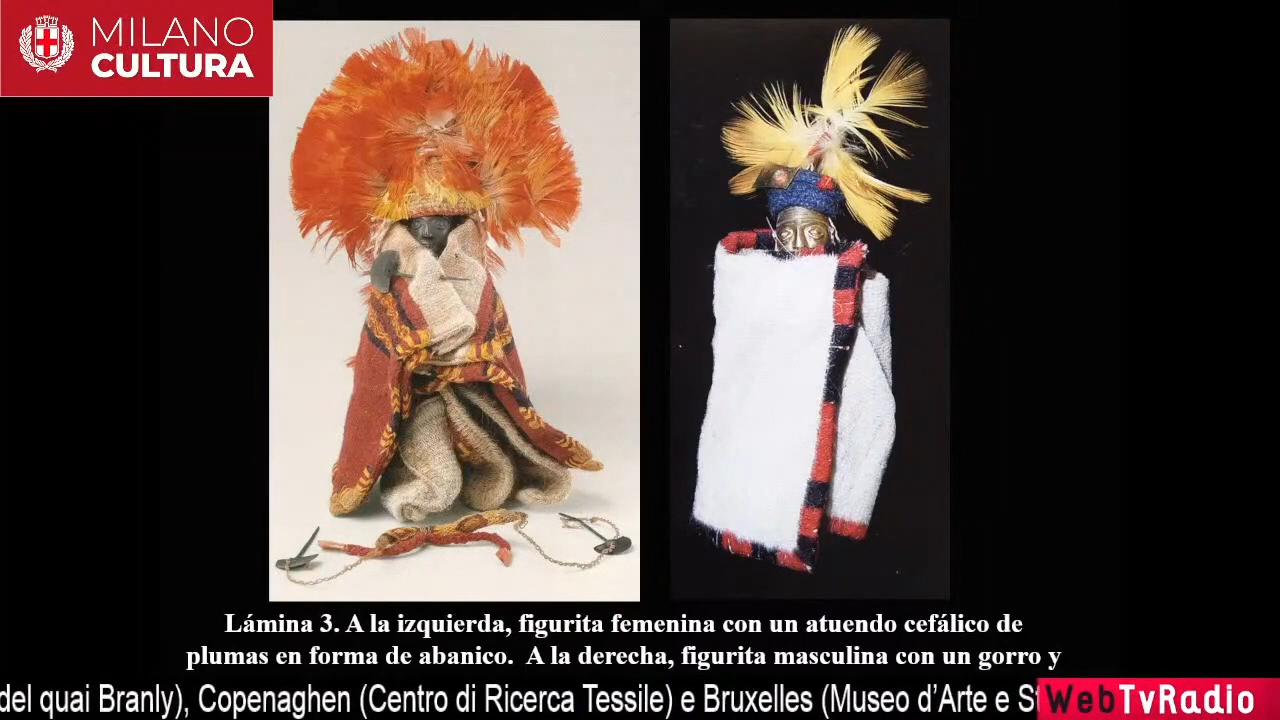 MILANO
CULTURA
Lámina 3. A la izquierda, figurita femenina con un atuendo cefálico de
plumas en forma de abanico. A la derecha, figurita masculina con un gorro y
del quai Branly), Copenaghen (Centro di Ricerca Tessile) e Bruxelles (Museo d'Arte e
WebTvRadio